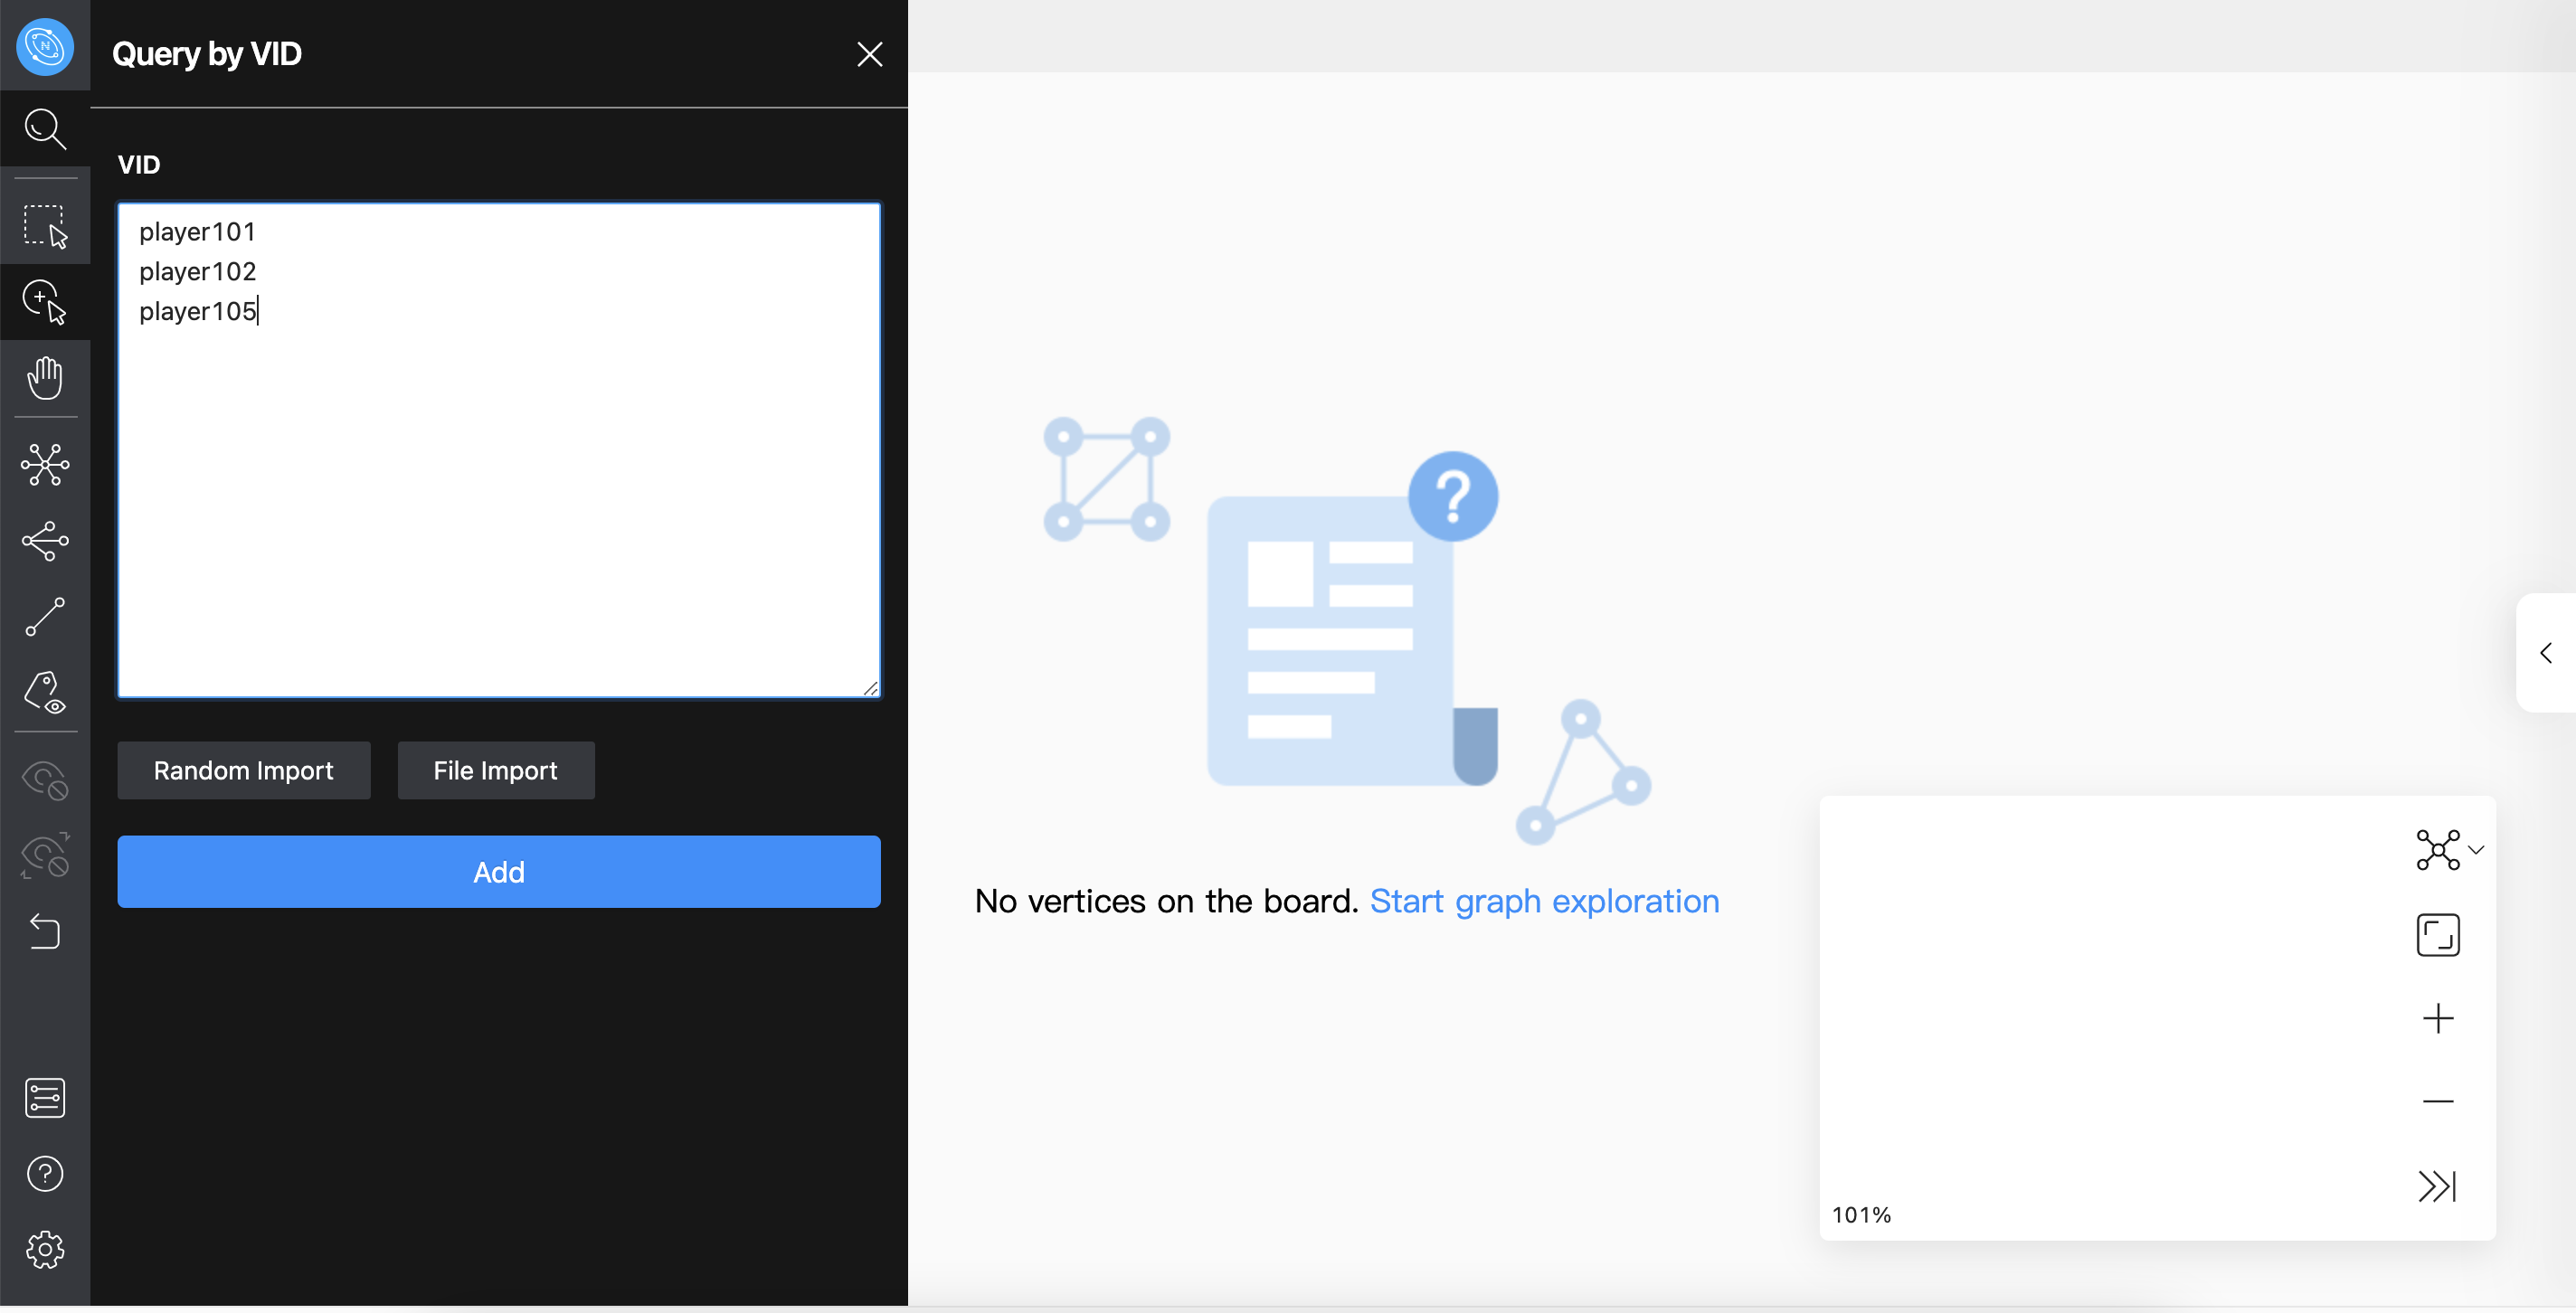 Query by VID
VID
player101
player102
player105
Random Import
File Import
Add
No vertices on the board. Start graph exploration
101%